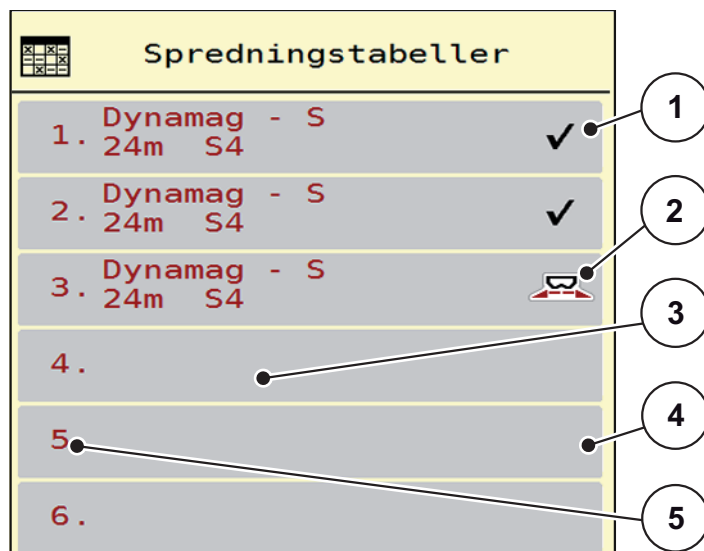 Spredningstabeller
1. Dynamag - S
24m S4
2. Dynamag - S
24m S4
3. Dynamag - S
24m S4
4.
5
6.
1
2
3
4
5